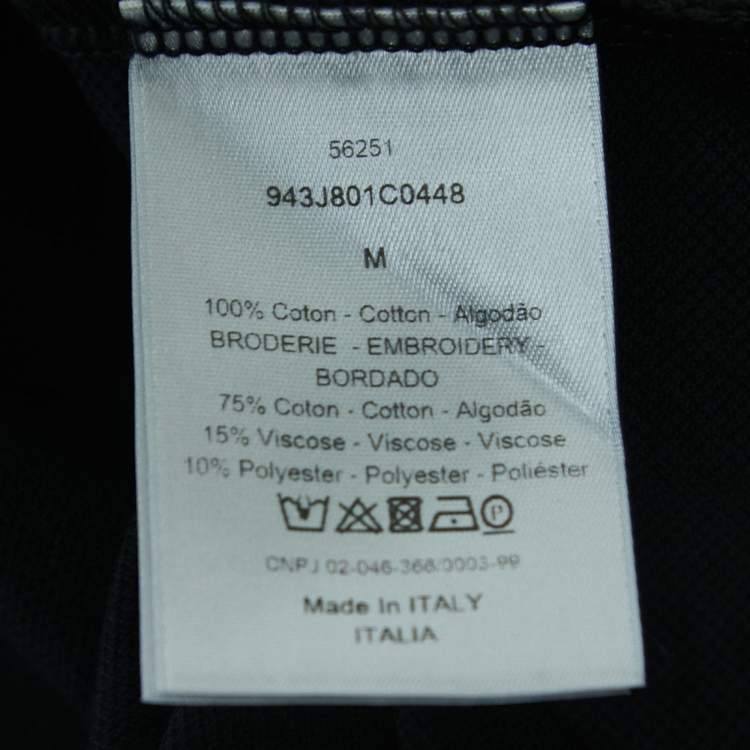 56251
943J801C0448
M
100% Coton - Cotton - Algodão
BRODERIE - EMBROIDERY -
BORDADO
75% Coton - Cotton - Algodão
15% Viscose - Viscose - Viscose
10% Polyester - Polyester - Poliéster
P
CNPJ 02-046-368/0003-99
Made In ITALY
ITALIA